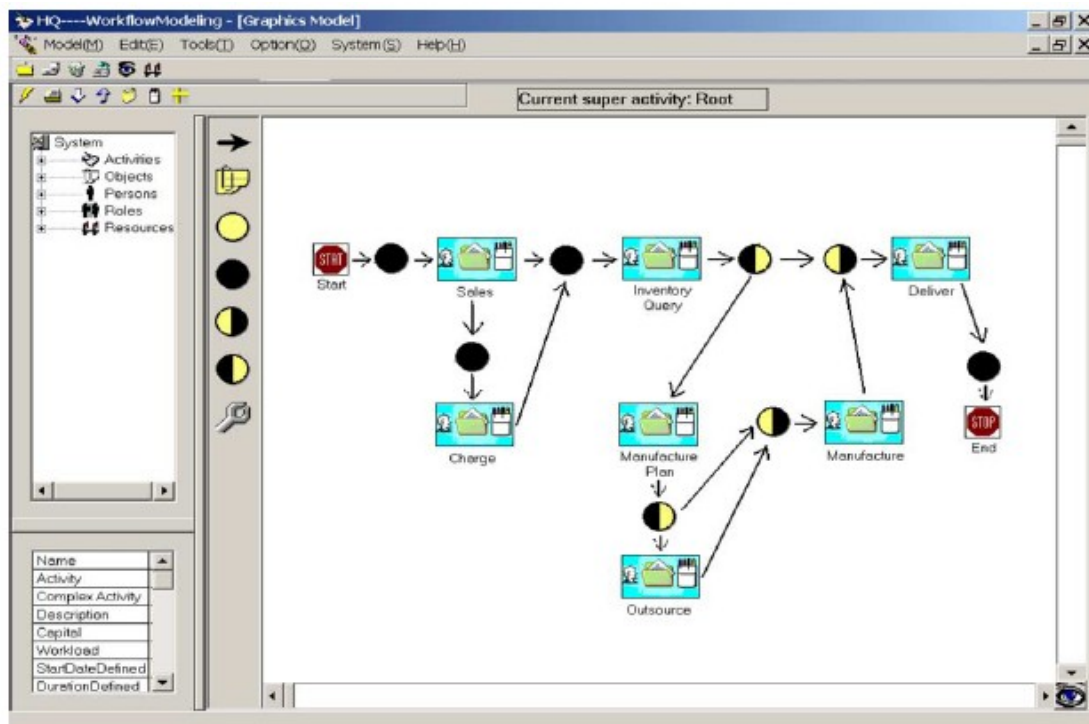 HQ----WorkflowModeling - [Graphics Model]
Model(M) Edit(E) Tools(T) Option(O) System(S) Help(H)
Current super activity: Root
System
Activities
Objects
Persons
Roles
Resources
START
Start
Sales
Inventory
Query
Deliver
Charge
Manufacture
Plan
Manufacture
STOP
End
Outsource
Name
Activity
Complex Activity
Description
Capital
Workload
StartDateDefined
DurationDefined